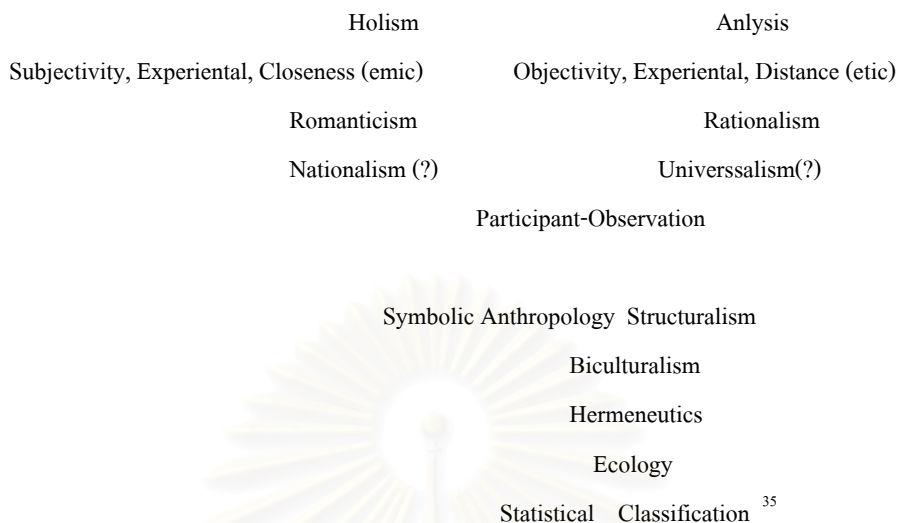 Holism Anlysis
Subjectivity, Experiental, Closeness (emic) Objectivity, Experiental, Distance (etic)
Romanticism Rationalism
Nationalism (?) Universsalism(?)
Participant-Observation
Symbolic Anthropology Structuralism
Biculturalism
Hermeneutics
Ecology
Statistical Classification 35